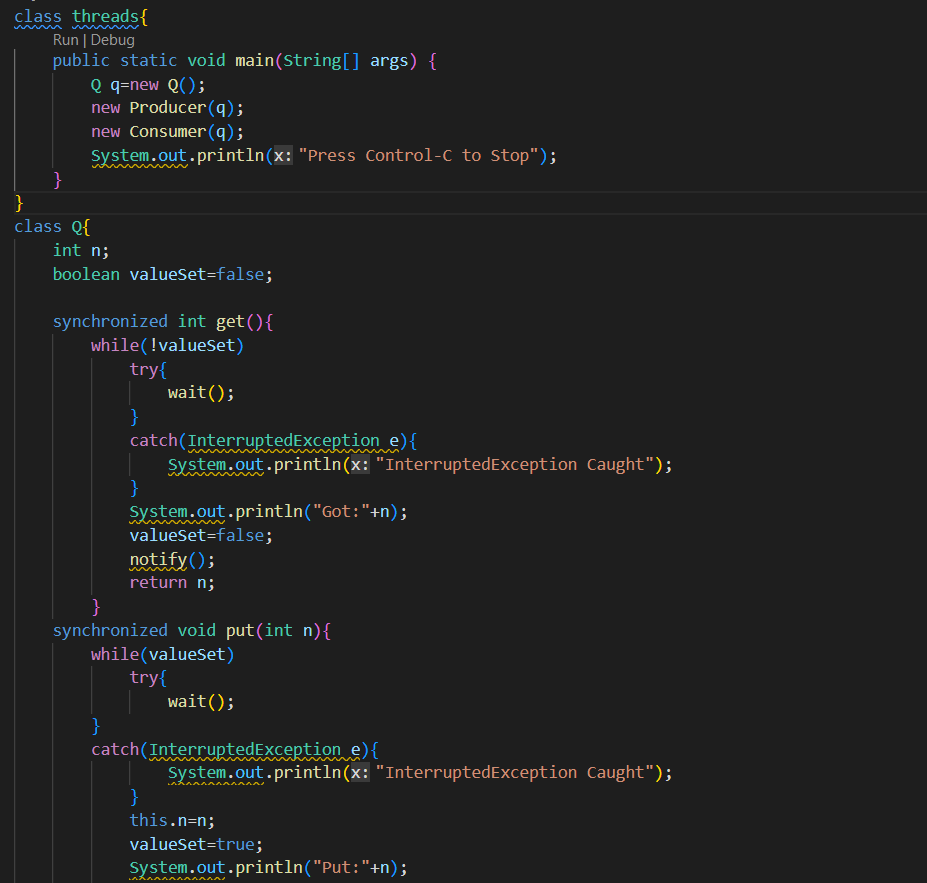 class threads{
Run | Debug
public static void main(String[] args) {
Q q=new Q();
new Producer(q);
new Consumer(q);
System.out.println(x: "Press Control-C to Stop");
}
}
class Q{
int n;
boolean valueSet=false;
synchronized int get(){
while(!valueSet)
try{
wait();
}
catch(InterruptedException e){
System.out.println(x: "InterruptedException Caught");
}
System.out.println("Got:"+n);
valueSet=false;
notify();
return n;
}
synchronized void put(int n){
while(valueSet)
try{
wait();
}
catch(InterruptedException e){
System.out.println(x: "InterruptedException Caught");
}
this.n=n;
valueSet=true;
System.out.println("Put:"+n);